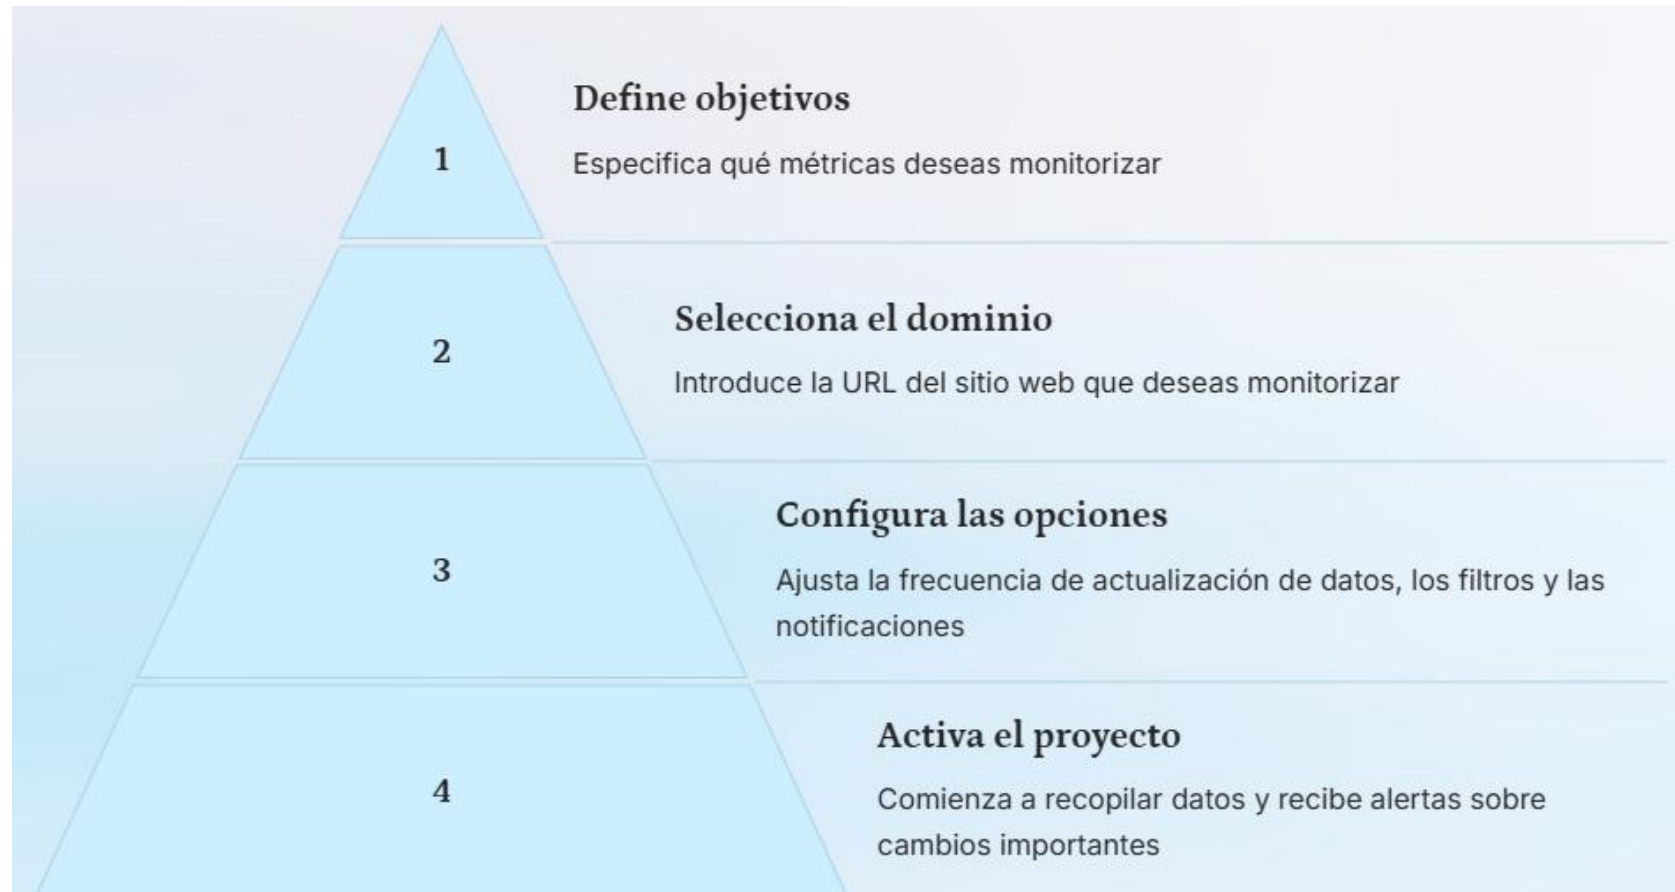 1
Define objetivos
Especifica qué métricas deseas monitorizar
2
Selecciona el dominio
Introduce la URL del sitio web que deseas monitorizar
3
Configura las opciones
Ajusta la frecuencia de actualización de datos, los filtros y las
notificaciones
4
Activa el proyecto
Comienza a recopilar datos y recibe alertas sobre
cambios importantes